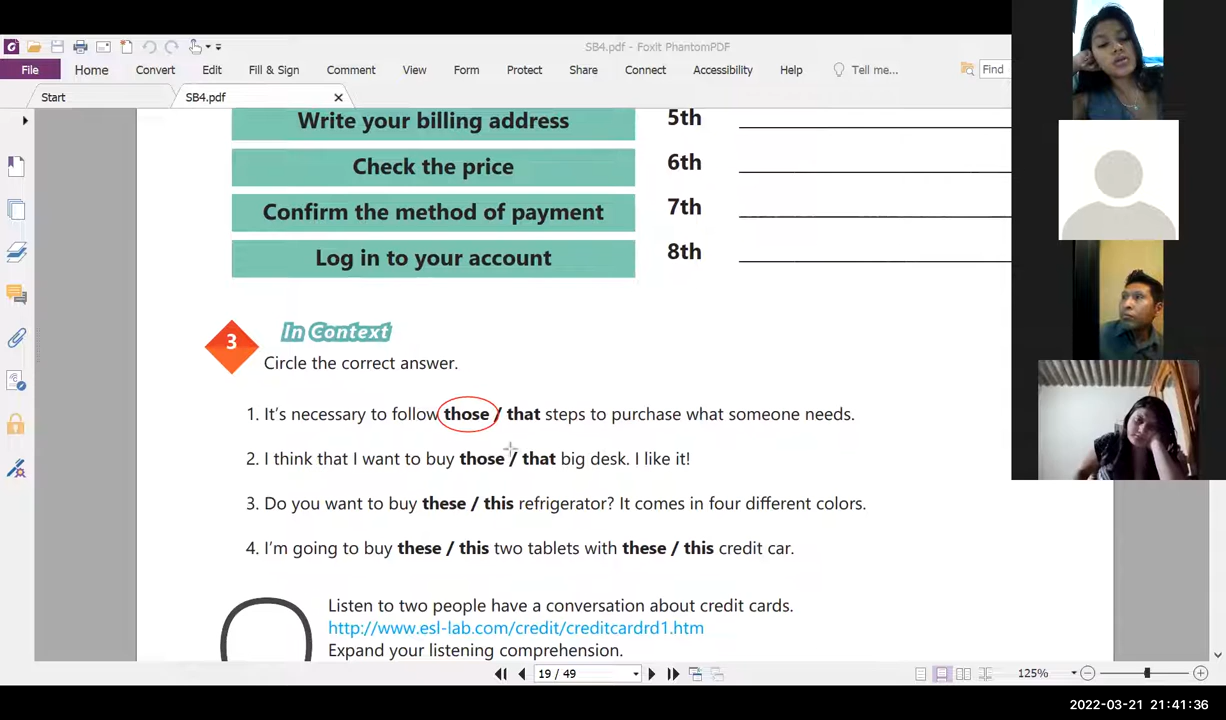 SB4.pdf - Foxit PhantomPDF
File Home Convert Edit Fill & Sign Comment View Form Protect Share Connect Accessibility Help Tell me... Find
Start SB4.pdf
Write your billing address 5th
Check the price 6th
Confirm the method of payment 7th
Log in to your account 8th
3 In Context
Circle the correct answer.
1. It's necessary to follow those / that steps to purchase what someone needs.
2. I think that I want to buy those / that big desk. I like it!
3. Do you want to buy these / this refrigerator? It comes in four different colors.
4. I'm going to buy these / this two tablets with these / this credit car.
Listen to two people have a conversation about credit cards.
http://www.esl-lab.com/credit/creditcardrd1.htm
Expand your listening comprehension.
19 / 49 125%
2022-03-21 21:41:36